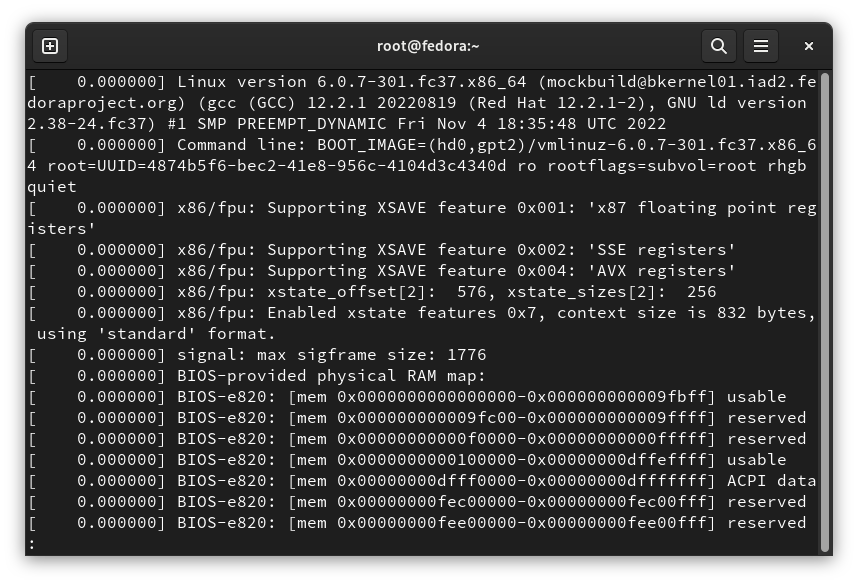 root@fedora:~
[    0.000000] Linux version 6.0.7-301.fc37.x86_64 (mockbuild@bkernel01.iad2.fe
doraproject.org) (gcc (GCC) 12.2.1 20220819 (Red Hat 12.2.1-2), GNU ld version
2.38-24.fc37) #1 SMP PREEMPT_DYNAMIC Fri Nov 4 18:35:48 UTC 2022
[    0.000000] Command line: BOOT_IMAGE=(hd0,gpt2)/vmlinuz-6.0.7-301.fc37.x86_6
4 root=UUID=4874b5f6-bec2-41e8-956c-4104d3c4340d ro rootflags=subvol=root rhgb
quiet
[    0.000000] x86/fpu: Supporting XSAVE feature 0x001: 'x87 floating point reg
isters'
[    0.000000] x86/fpu: Supporting XSAVE feature 0x002: 'SSE registers'
[    0.000000] x86/fpu: Supporting XSAVE feature 0x004: 'AVX registers'
[    0.000000] x86/fpu: xstate_offset[2]:  576, xstate_sizes[2]:  256
[    0.000000] x86/fpu: Enabled xstate features 0x7, context size is 832 bytes,
 using 'standard' format.
[    0.000000] signal: max sigframe size: 1776
[    0.000000] BIOS-provided physical RAM map:
[    0.000000] BIOS-e820: [mem 0x0000000000000000-0x000000000009fbff] usable
[    0.000000] BIOS-e820: [mem 0x000000000009fc00-0x000000000009ffff] reserved
[    0.000000] BIOS-e820: [mem 0x00000000000f0000-0x00000000000fffff] reserved
[    0.000000] BIOS-e820: [mem 0x0000000000100000-0x00000000dffeffff] usable
[    0.000000] BIOS-e820: [mem 0x00000000dfff0000-0x00000000dfffffff] ACPI data
[    0.000000] BIOS-e820: [mem 0x00000000fec00000-0x00000000fec00fff] reserved
[    0.000000] BIOS-e820: [mem 0x00000000fee00000-0x00000000fee00fff] reserved
: